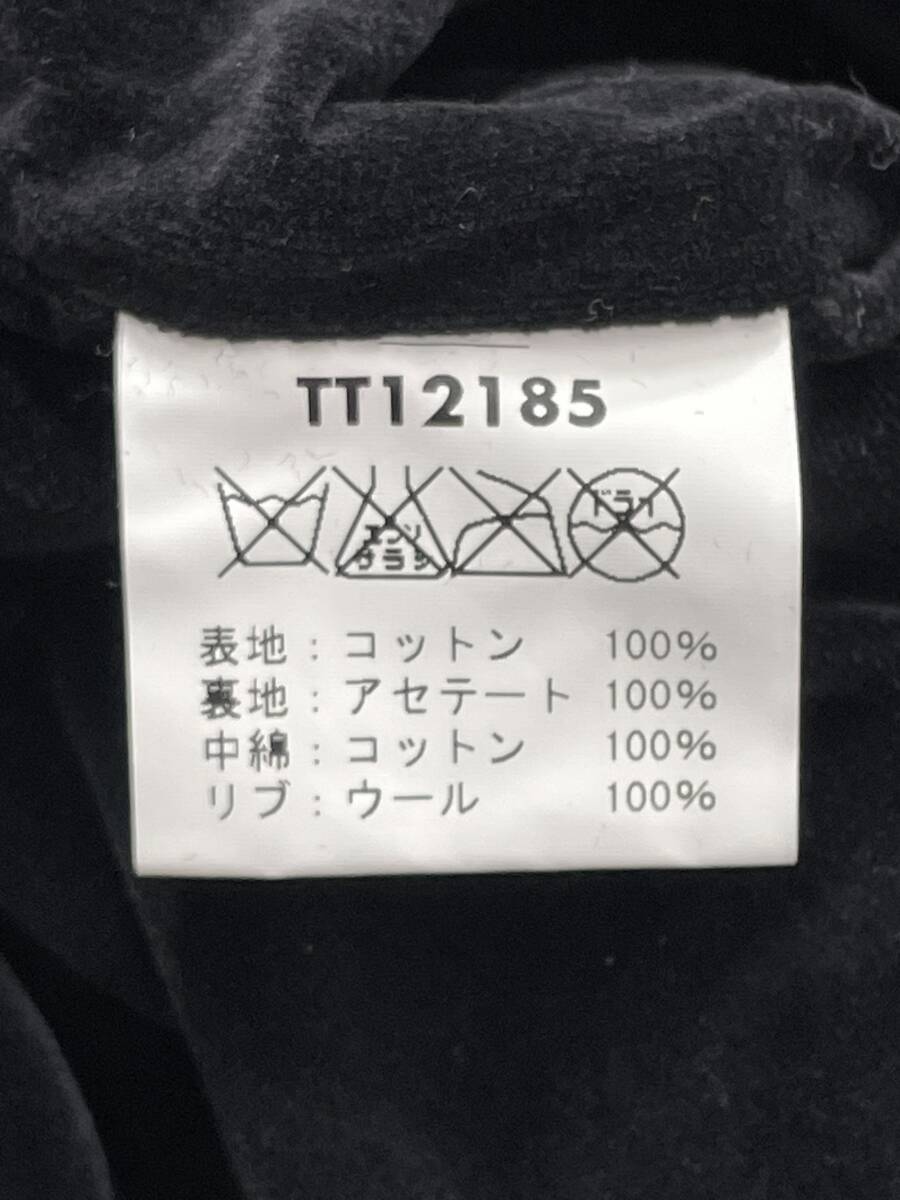 TT12185
エンソ
サラシ
ドライ
表地：コットン 100%
裏地：アセテート 100%
中綿：コットン 100%
リブ：ウール 100%